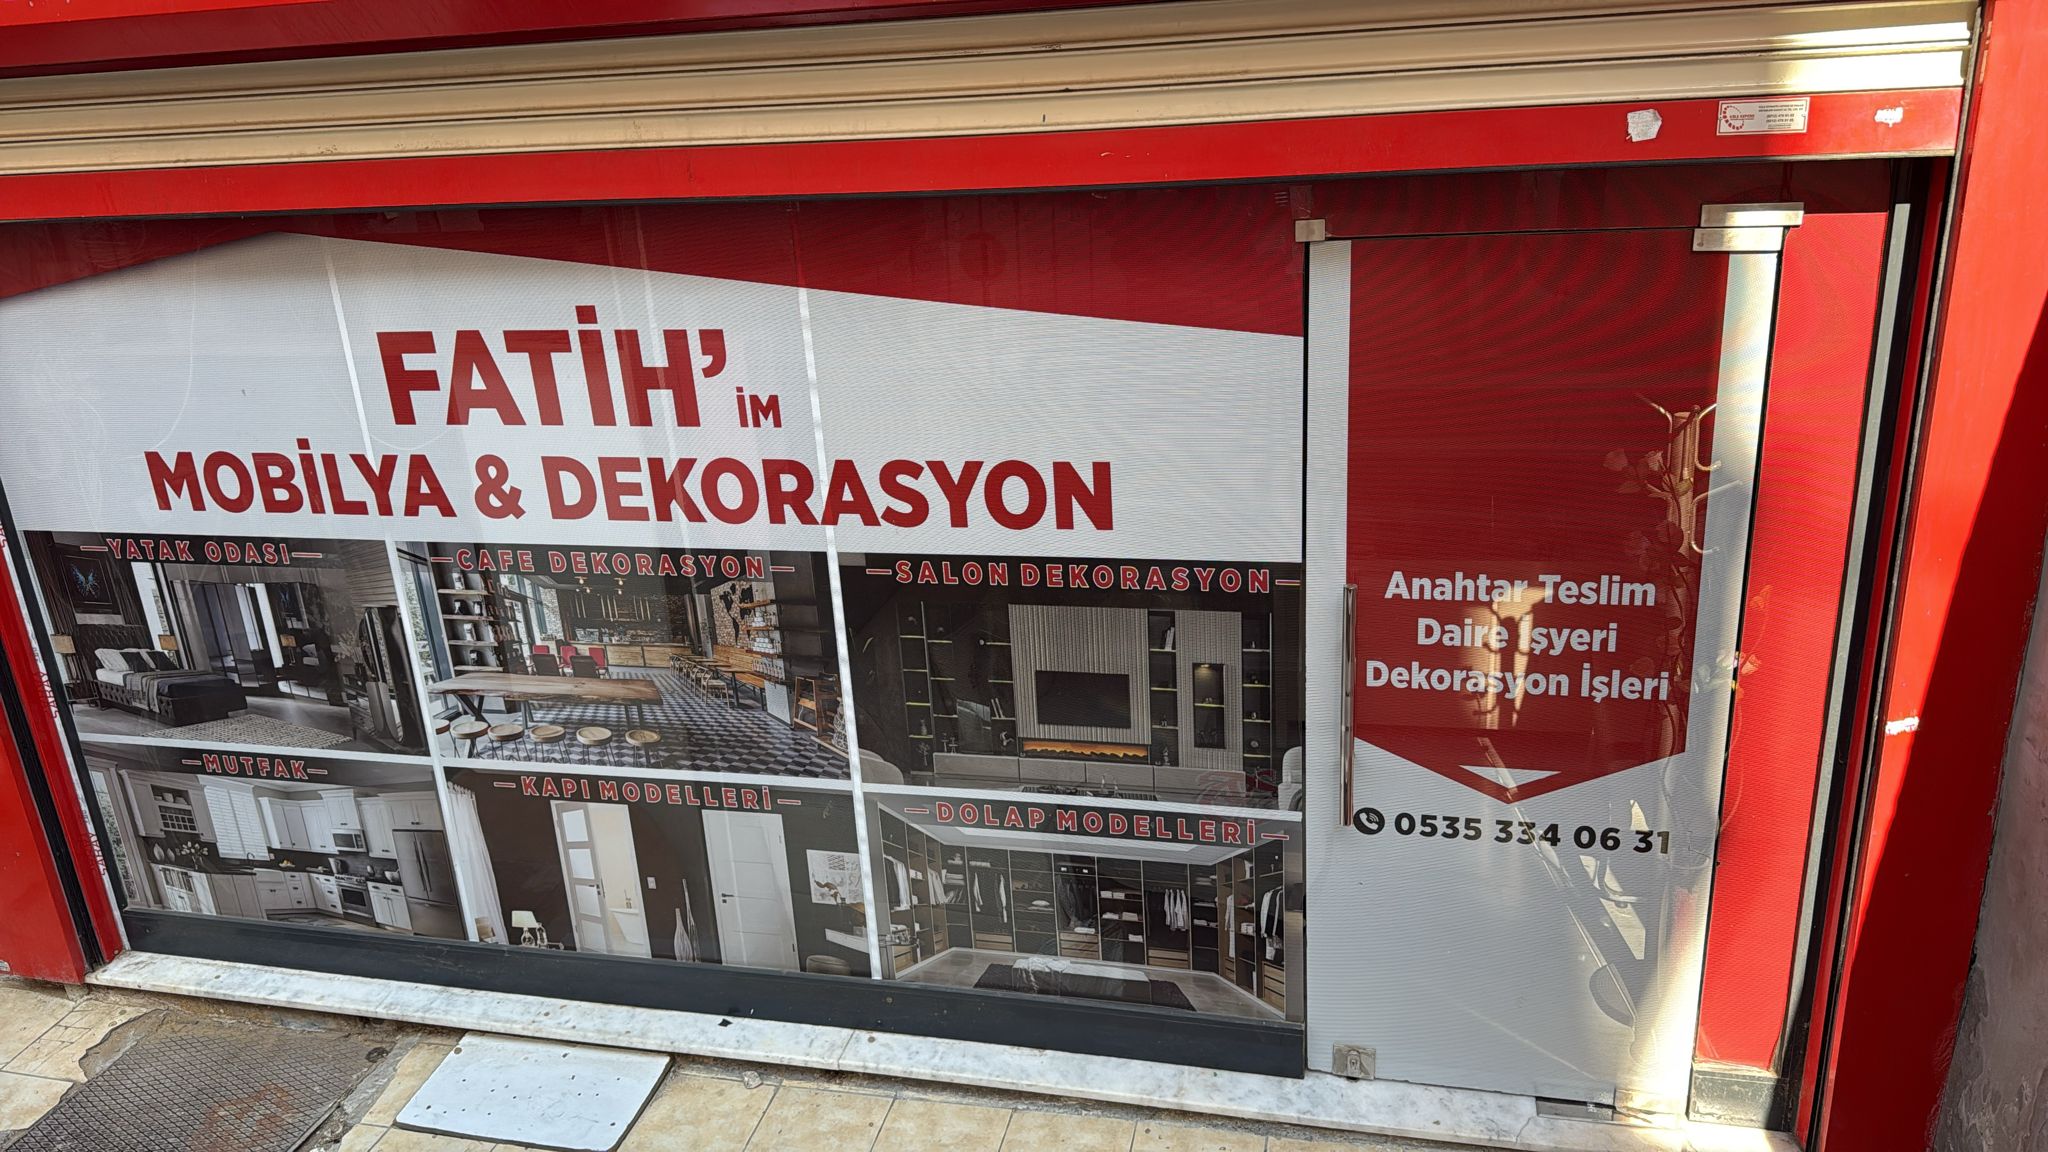 FATİH'im
MOBİLYA & DEKORASYON
YATAK ODASI
CAFE DEKORASYON
SALON DEKORASYON
MUTFAK
KAPI MODELLERİ
DOLAP MODELLERİ
Anahtar Teslim
Daire İşyeri
Dekorasyon İşleri
0535 334 06 31